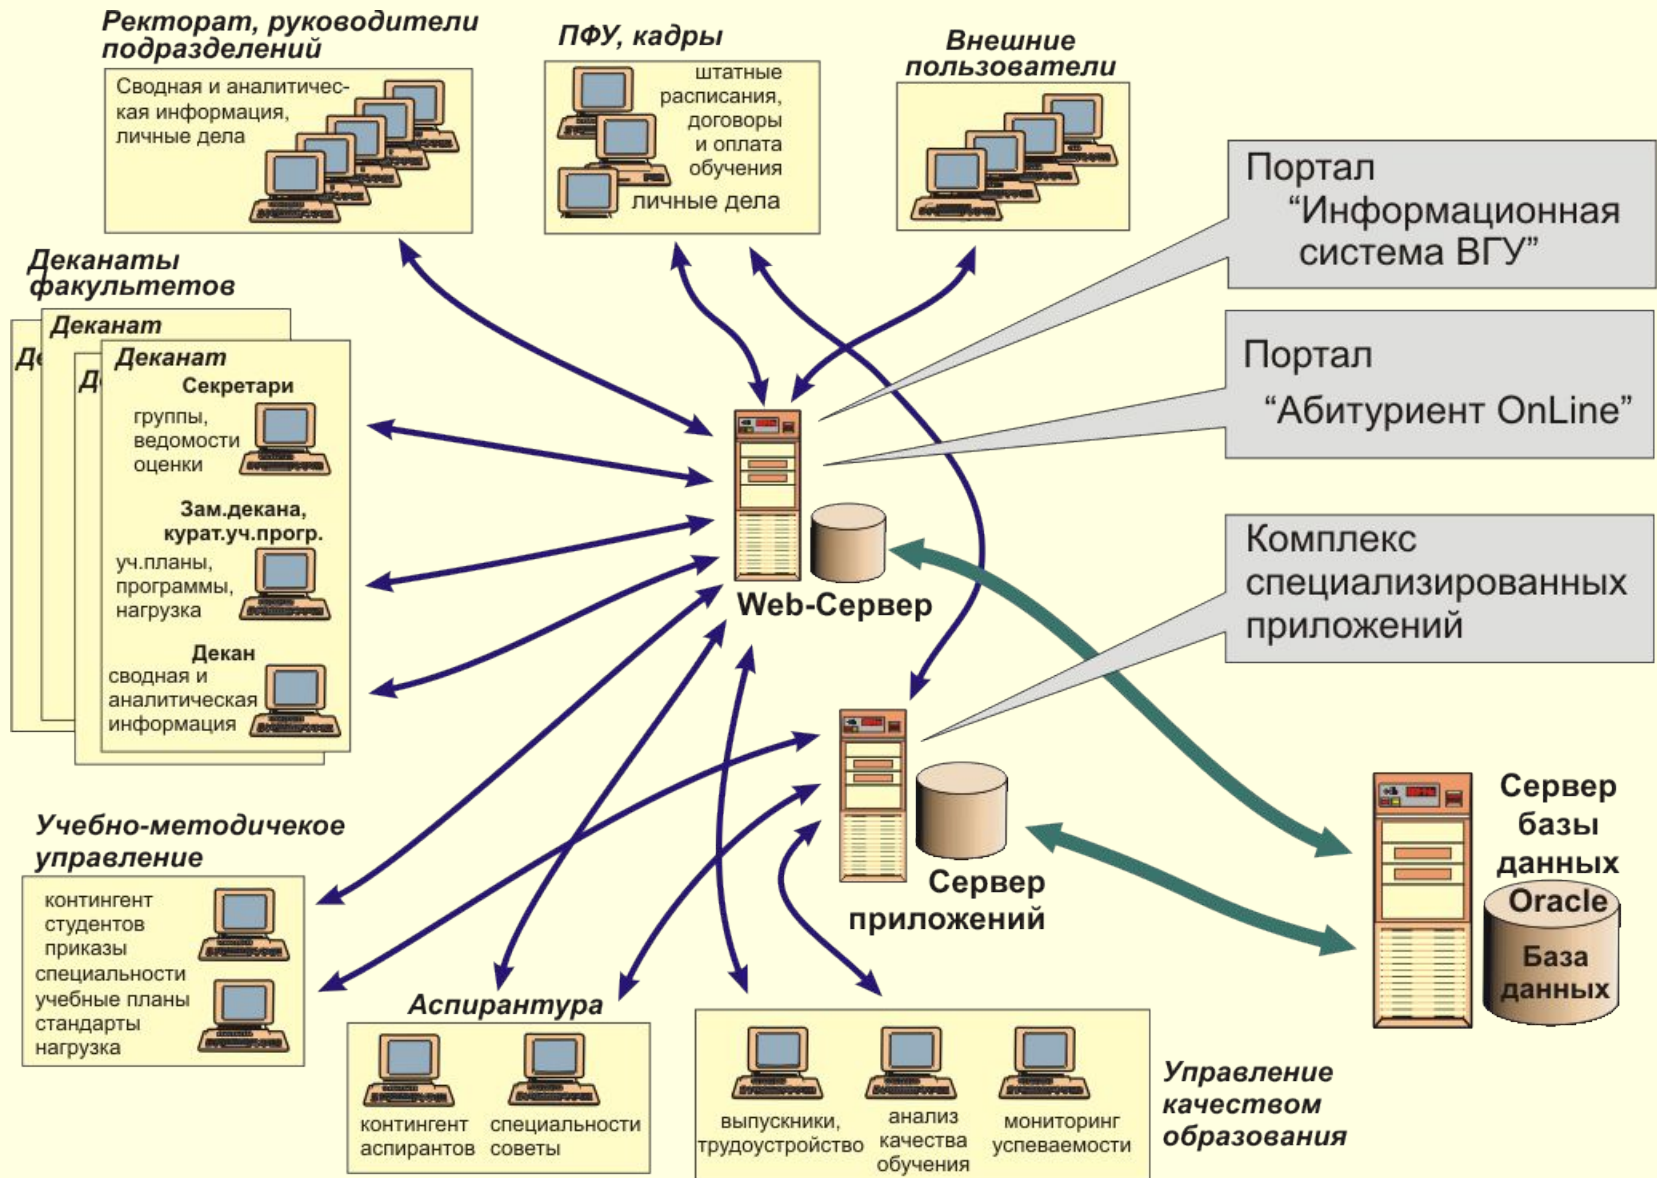 Ректорат, руководители
подразделений
Сводная и аналитичес-
кая информация,
личные дела
ПФУ, кадры
штатные
расписания,
договоры
и оплата
обучения
личные дела
Внешние
пользователи
Портал
“Информационная
система ВГУ”
Портал
“Абитуриент OnLine”
Комплекс
специализированных
приложений
Деканаты
факультетов
Деканат
Де
Д
Деканат
Секретари
группы,
ведомости
оценки
Зам.декана,
курат.уч.прогр.
уч.планы,
программы,
нагрузка
Декан
сводная и
аналитическая
информация
Web-Сервер
Сервер
приложений
Сервер
базы
данных
Oracle
База
данных
Учебно-методичекое
управление
контингент
студентов
приказы
специальности
учебные планы
стандарты
нагрузка
Аспирантура
контингент
аспирантов
специальности
советы
выпускники,
трудоустройство
анализ
качества
обучения
мониторинг
успеваемости
Управление
качеством
образования